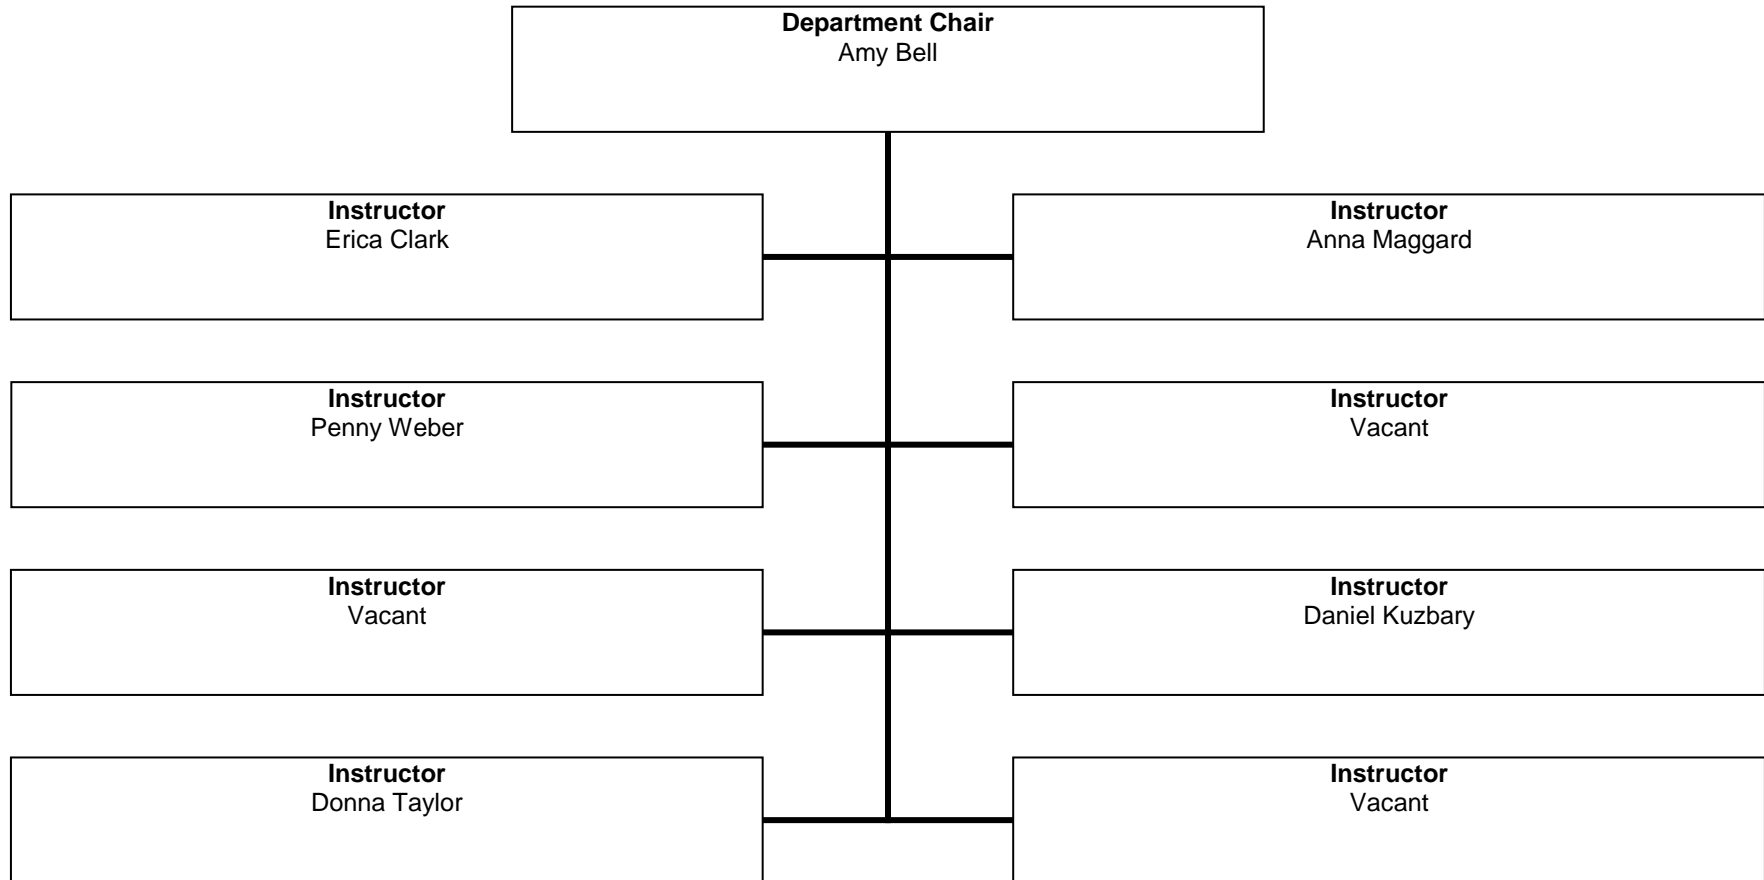 Department Chair
Amy Bell
Instructor
Erica Clark
Instructor
Anna Maggard
Instructor
Penny Weber
Instructor
Vacant
Instructor
Vacant
Instructor
Daniel Kuzbary
Instructor
Donna Taylor
Instructor
Vacant